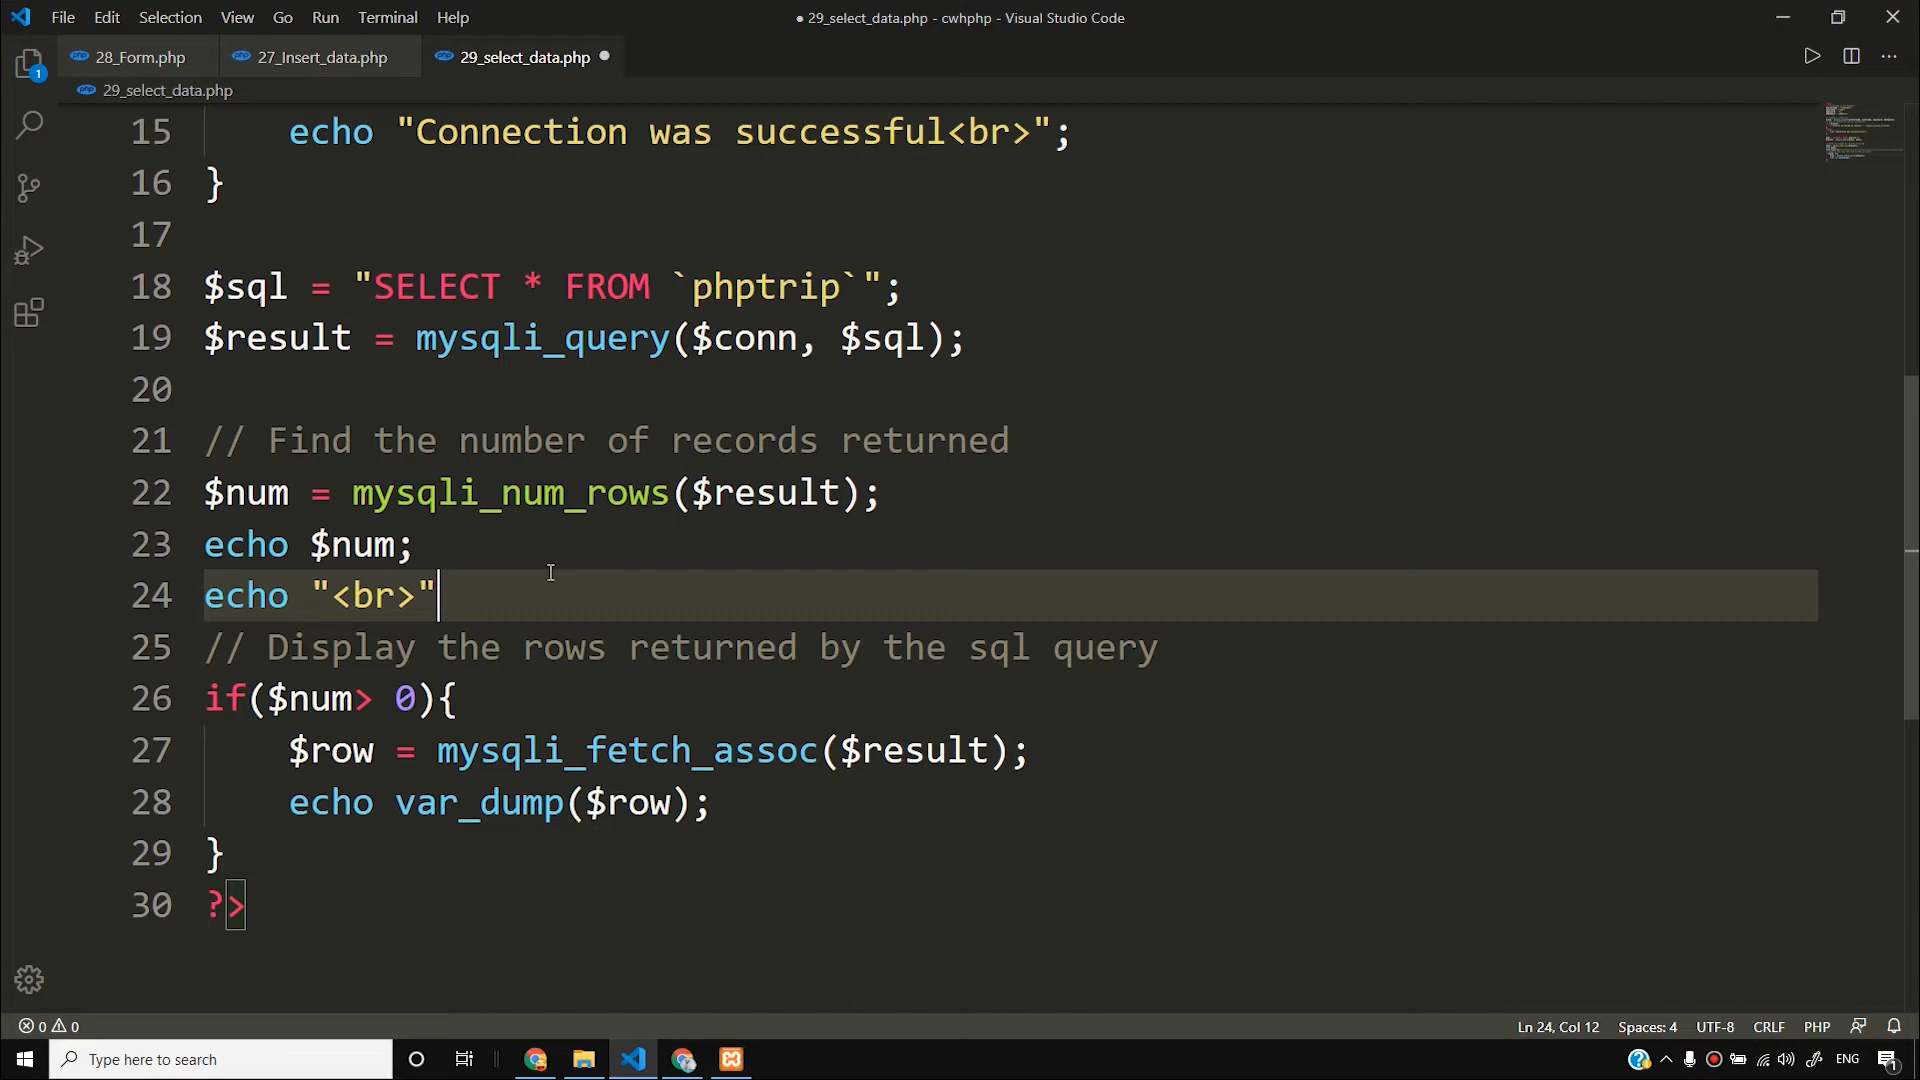 File Edit Selection View Go Run Terminal Help
● 29_select_data.php - cwhphp - Visual Studio Code
28_Form.php
27_Insert_data.php
29_select_data.php
1
29_select_data.php
15 echo "Connection was successful<br>";
16 }
17
18 $sql = "SELECT * FROM `phptrip`";
19 $result = mysqli_query($conn, $sql);
20
21 // Find the number of records returned
22 $num = mysqli_num_rows($result);
23 echo $num;
24 echo "<br>"
25 // Display the rows returned by the sql query
26 if($num> 0){
27 $row = mysqli_fetch_assoc($result);
28 echo var_dump($row);
29 }
30 ?>
0 0
Ln 24, Col 12 Spaces: 4 UTF-8 CRLF PHP
Type here to search
ENG
1